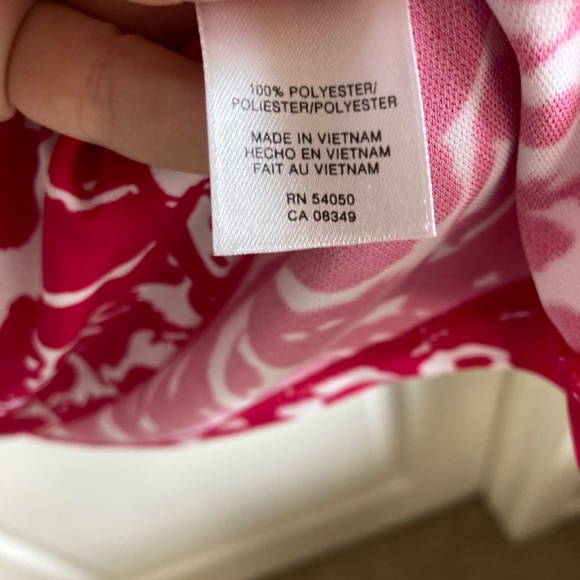 100% POLYESTER/
POLIESTER/POLYESTER
MADE IN VIETNAM
HECHO EN VIETNAM
FAIT AU VIETNAM
RN 54050
CA 08349